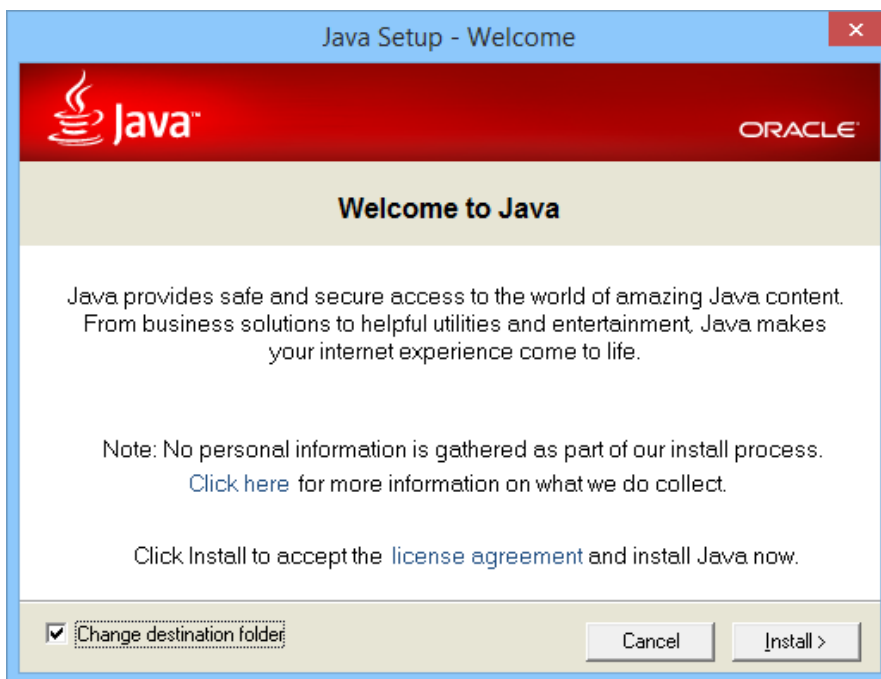 Java Setup - Welcome
Java™
ORACLE®
Welcome to Java
Java provides safe and secure access to the world of amazing Java content.
From business solutions to helpful utilities and entertainment, Java makes
your internet experience come to life.
Note: No personal information is gathered as part of our install process.
Click here for more information on what we do collect.
Click Install to accept the license agreement and install Java now.
Change destination folder
Cancel
Install >